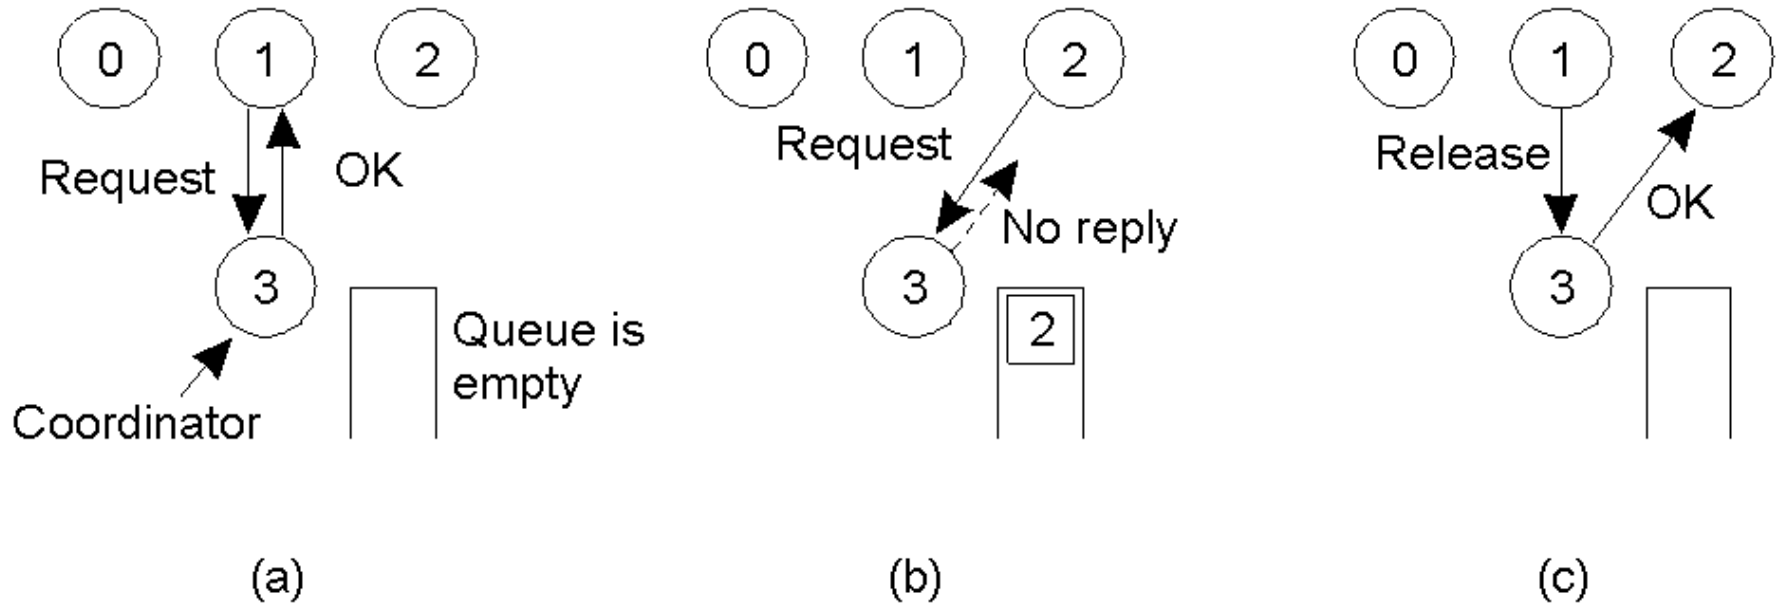 0 1 2
Request
OK
3
Queue is
empty
Coordinator
(a)
0 1 2
Request
No reply
3
2
(b)
0 1 2
Release
OK
3
(c)